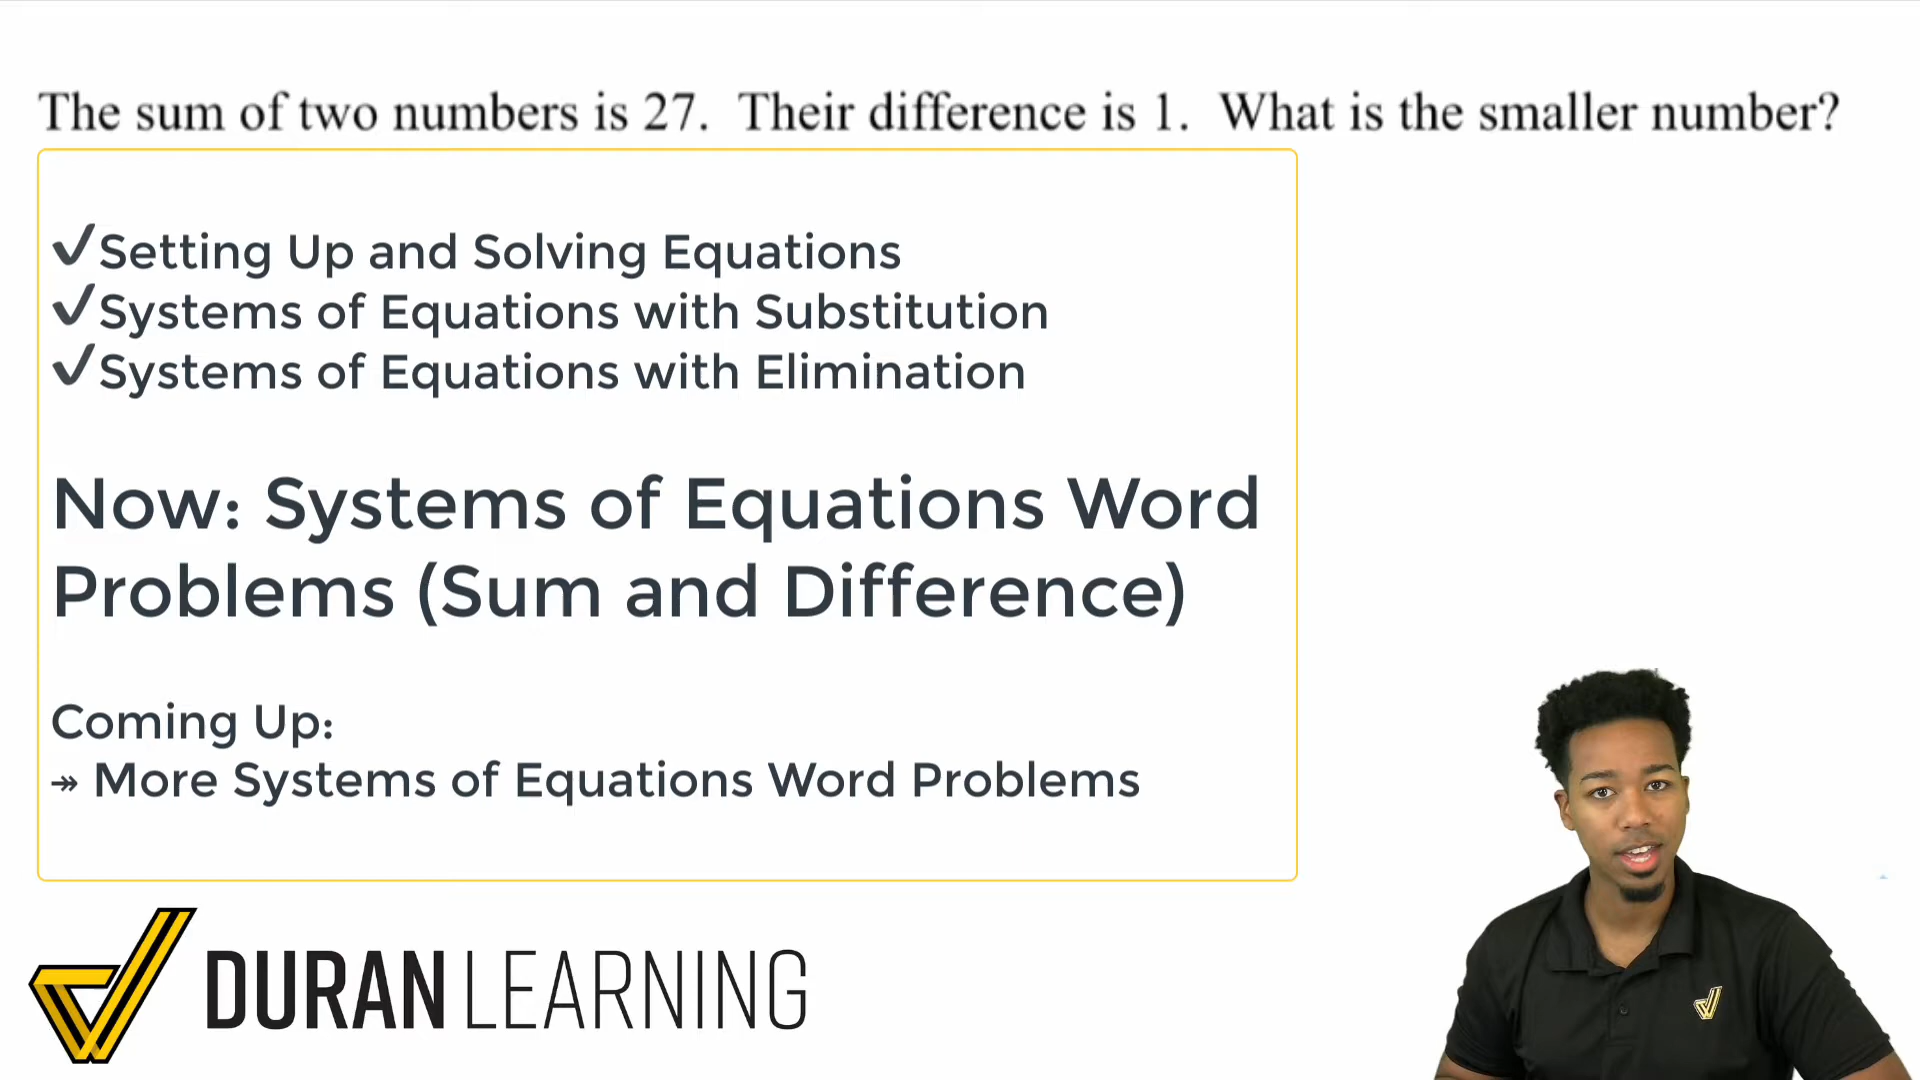 The sum of two numbers is 27. Their difference is 1. What is the smaller number?
✓Setting Up and Solving Equations
✓Systems of Equations with Substitution
✓Systems of Equations with Elimination
Now: Systems of Equations Word
Problems (Sum and Difference)
Coming Up:
↠ More Systems of Equations Word Problems
DURAN LEARNING